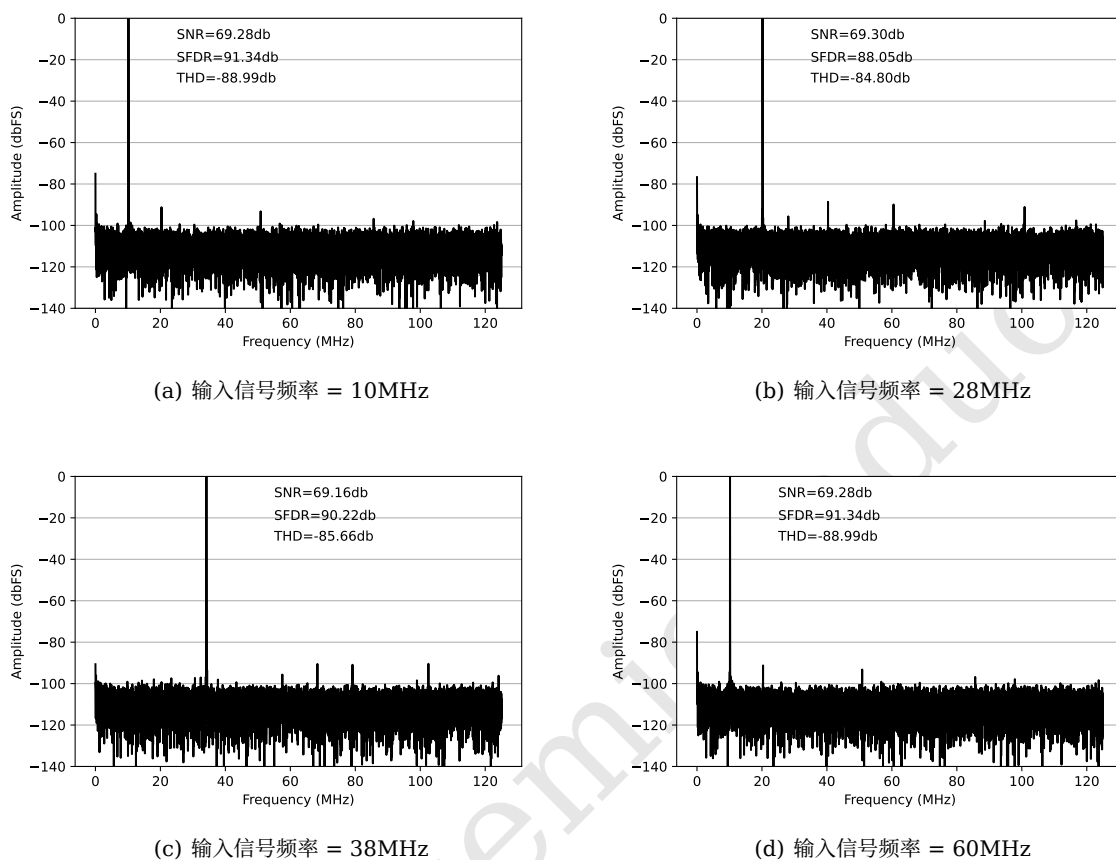 SNR=69.28db
SFDR=91.34db
THD=-88.99db
0
−20
−40
−60
−80
−100
−120
−140
Amplitude (dbFS)
0 20 40 60 80 100 120
Frequency (MHz)
(a) 输入信号频率 = 10MHz
SNR=69.30db
SFDR=88.05db
THD=-84.80db
0
−20
−40
−60
−80
−100
−120
−140
Amplitude (dbFS)
0 20 40 60 80 100 120
Frequency (MHz)
(b) 输入信号频率 = 28MHz
SNR=69.16db
SFDR=90.22db
THD=-85.66db
0
−20
−40
−60
−80
−100
−120
−140
Amplitude (dbFS)
0 20 40 60 80 100 120
Frequency (MHz)
(c) 输入信号频率 = 38MHz
SNR=69.28db
SFDR=91.34db
THD=-88.99db
0
−20
−40
−60
−80
−100
−120
−140
Amplitude (dbFS)
0 20 40 60 80 100 120
Frequency (MHz)
(d) 输入信号频率 = 60MHz